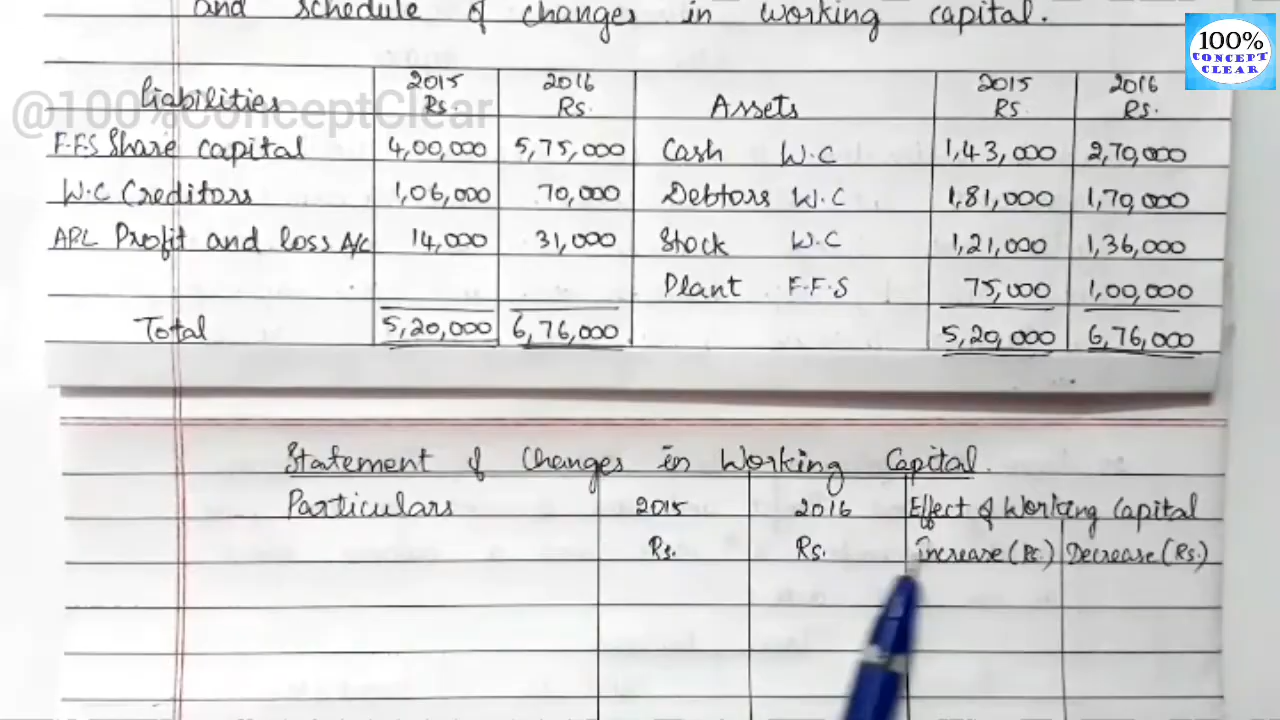 and schedule of changes in working capital.
100%
CONCEPT
CLEAR
@100%ConceptClear
Liabilities 2015 Rs. 2016 Rs. Assets 2015 Rs. 2016 Rs.
F.F.S Share capital 4,00,000 5,75,000 Cash W.C 1,43,000 2,70,000
W.C Creditors 1,06,000 70,000 Debtors W.C 1,81,000 1,70,000
APL Profit and loss A/c 14,000 31,000 Stock W.C 1,21,000 1,36,000
Plant F.F.S 75,000 1,00,000
Total 5,20,000 6,76,000 5,20,000 6,76,000
Statement of Changes in Working Capital.
Particulars 2015 2016 Effect of Working Capital
Rs. Rs. Increase (Rs.) Decrease (Rs.)